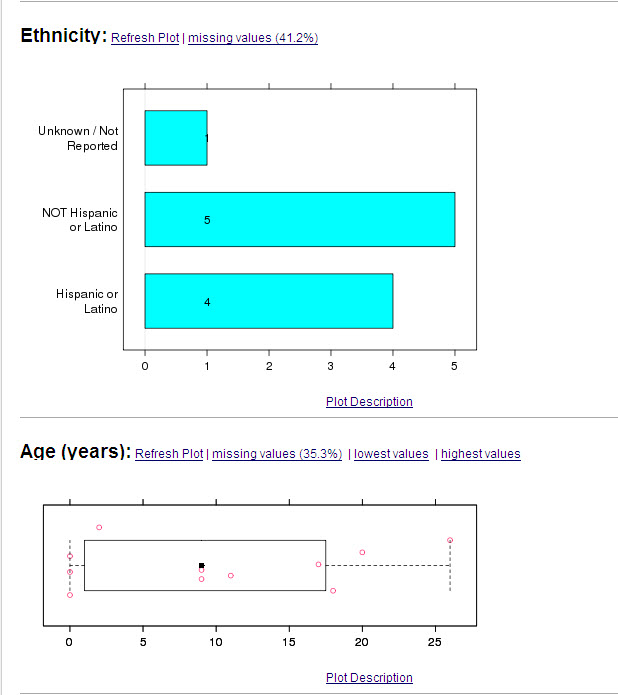 Ethnicity: Refresh Plot | missing values (41.2%)
Unknown / Not
Reported
1
NOT Hispanic
or Latino
5
Hispanic or
Latino
4
0 1 2 3 4 5
Plot Description
Age (years): Refresh Plot | missing values (35.3%) | lowest values | highest values
0 5 10 15 20 25
Plot Description